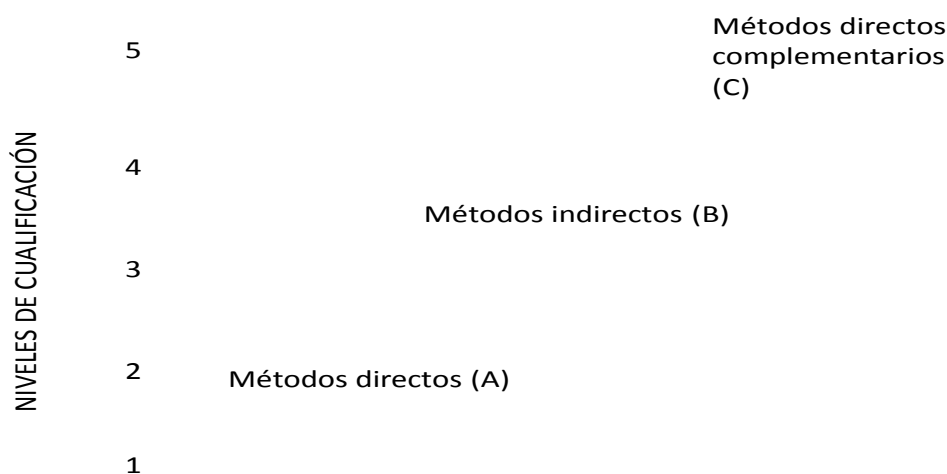 Métodos directos
complementarios
(C)
5
NIVELES DE CUALIFICACIÓN
4
Métodos indirectos (B)
3
2
Métodos directos (A)
1